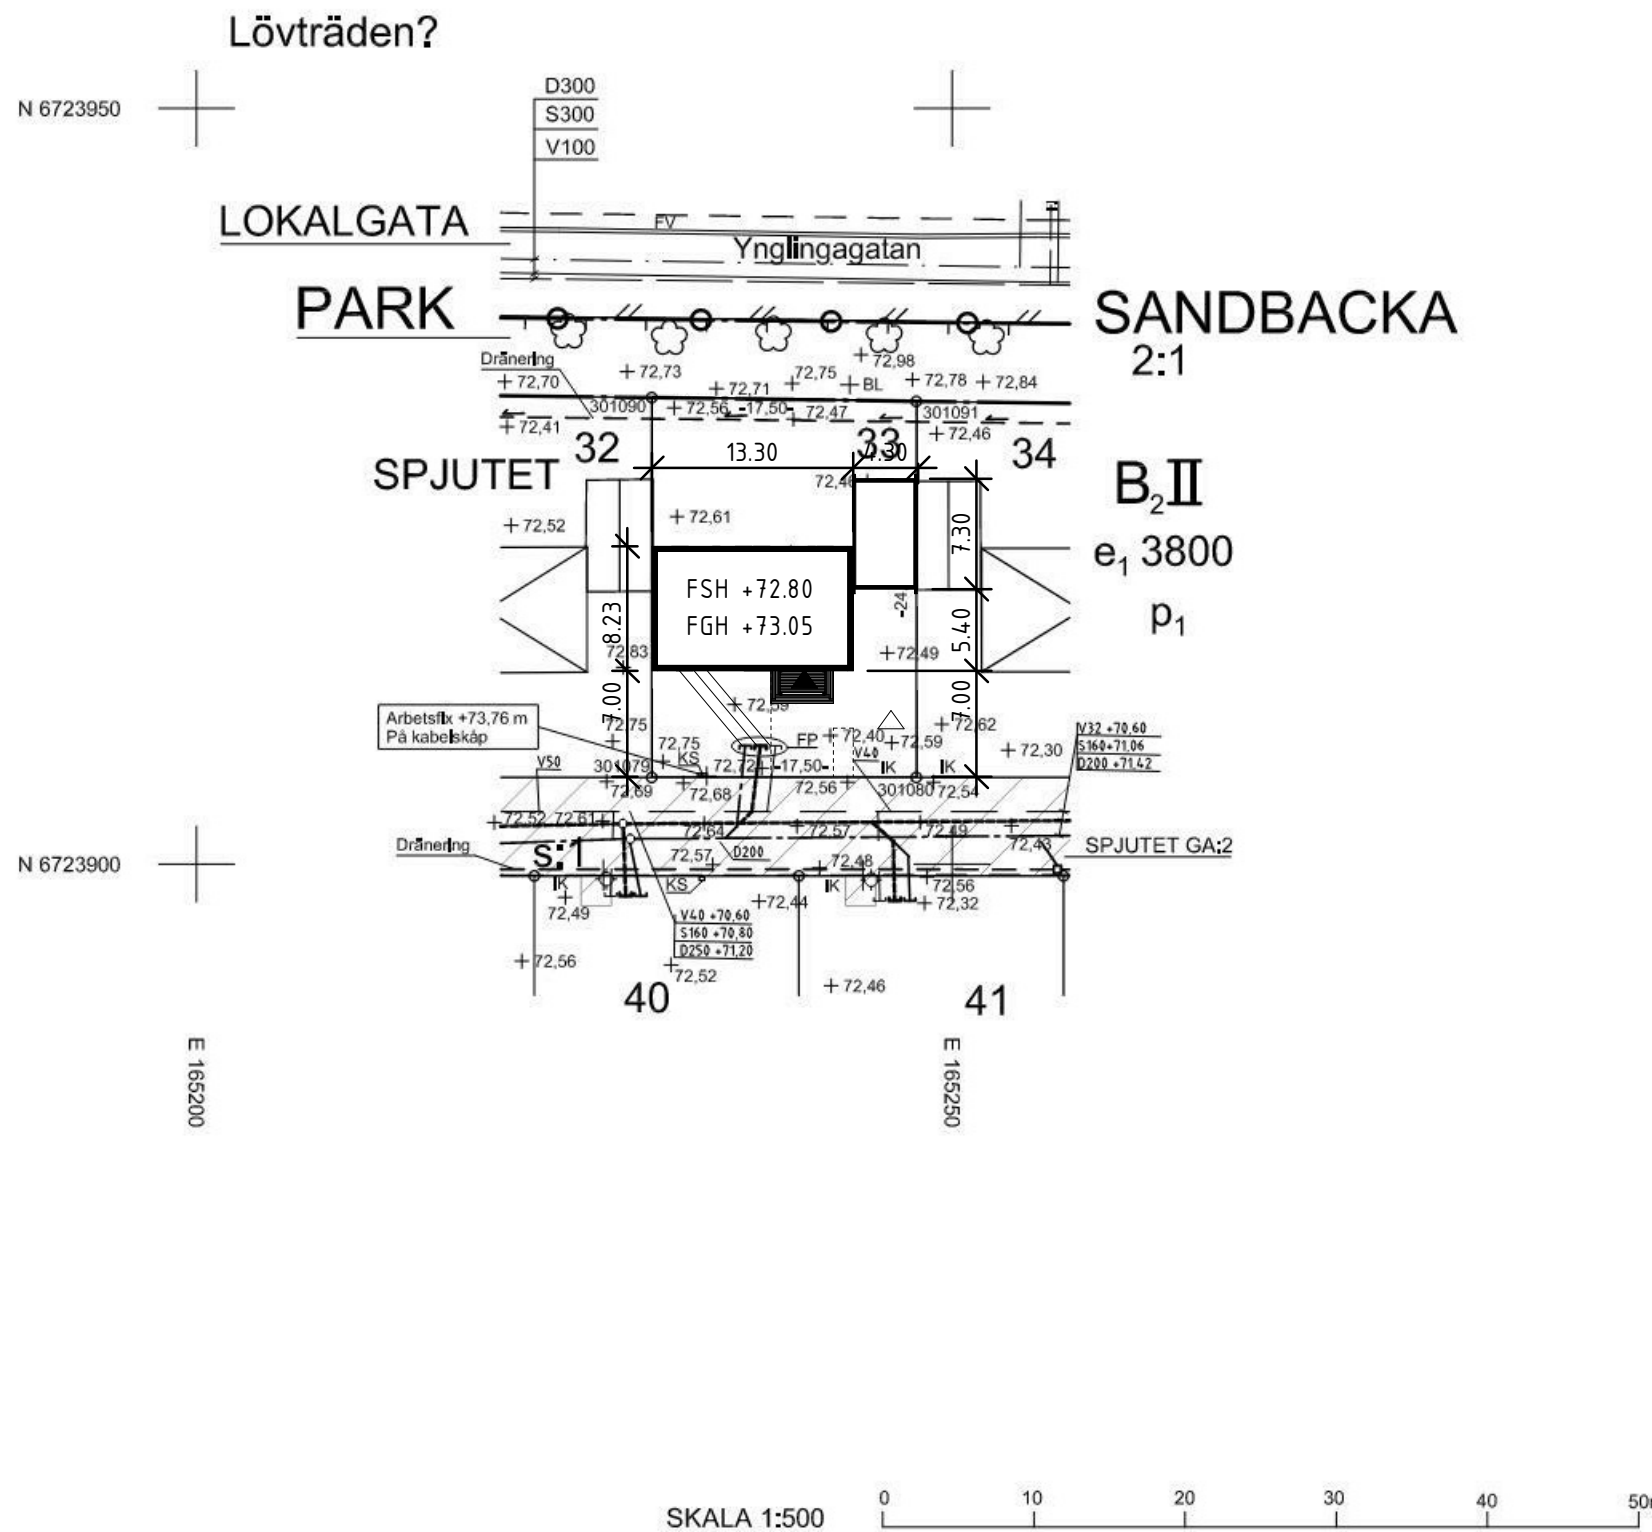 Lövträden?
N 6723950
D300
S300
V100
LOKALGATA
FV
Ynglingagatan
PARK
SANDBACKA
2:1
Dränering
72,98
72,70
72,73
72,71
72,75
BL
72,78
72,84
301090
72,56
-17,50-
72,47
301091
72,41
72,46
32
33
34
13.30
4.30
SPJUTET
72,46
B2II
72,52
72,61
7.30
e1 3800
FSH +72.80
FGH +73.05
8.23
-24
5.40
p1
72,83
72,49
7.00
7.00
72,59
Arbetsfix +73,76 m
På kabelskåp
72,75
72,62
V32 +70,60
S160+71,06
D200 +71,42
72,75
FP
72,40
72,59
72,30
KS
V40
V50
301079
72,72
-17,50-
IK
IK
72,69
72,68
72,56
301080
72,54
72,52
72,61
72,64
72,57
49
Dränering
S:1
72,57
D200
72,48
72,43
SPJUTET GA:2
N 6723900
IK
KS
IK
72,56
72,49
72,44
72,32
V40 +70,60
S160 +70,80
D250 +71,20
72,56
72,52
72,46
40
41
E 165200
E 165250
SKALA 1:500
0
10
20
30
40